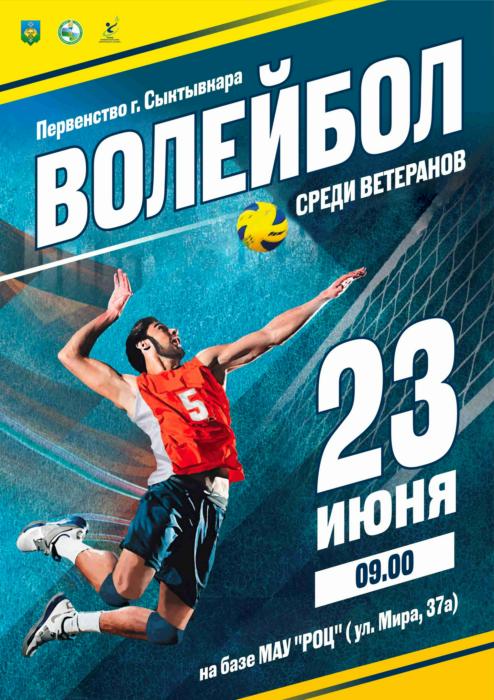 Первенство г. Сыктывкара
ВОЛЕЙБОЛ
СРЕДИ ВЕТЕРАНОВ
5
23
ИЮНЯ
09.00
на базе МАУ "РОЦ" ( ул. Мира, 37а)